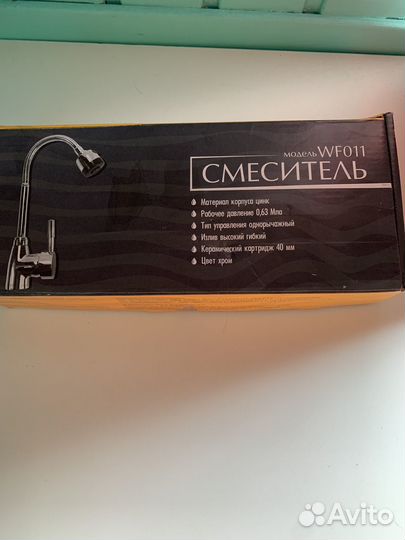 МОДЕЛЬ WF011
СМЕСИТЕЛЬ
Материал корпуса цинк
Рабочее давление 0,63 Мпа
Тип управления однорычажный
Излив высокий гибкий
Керамический картридж 40 мм
Цвет хром
Avito